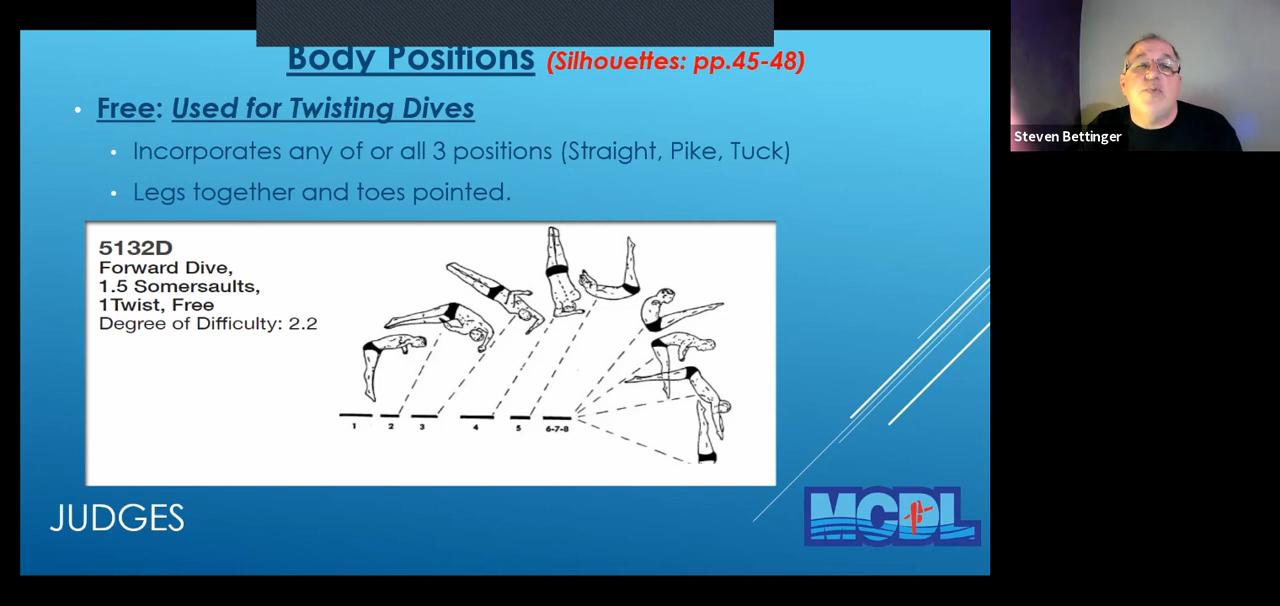 Body Positions (Silhouettes: pp.45-48)
• Free: Used for Twisting Dives
• Incorporates any of or all 3 positions (Straight, Pike, Tuck)
• Legs together and toes pointed.
5132D
Forward Dive,
1.5 Somersaults,
1Twist, Free
Degree of Difficulty: 2.2
1 2 3 4 5 6-7-8
JUDGES
MCDL
Steven Bettinger